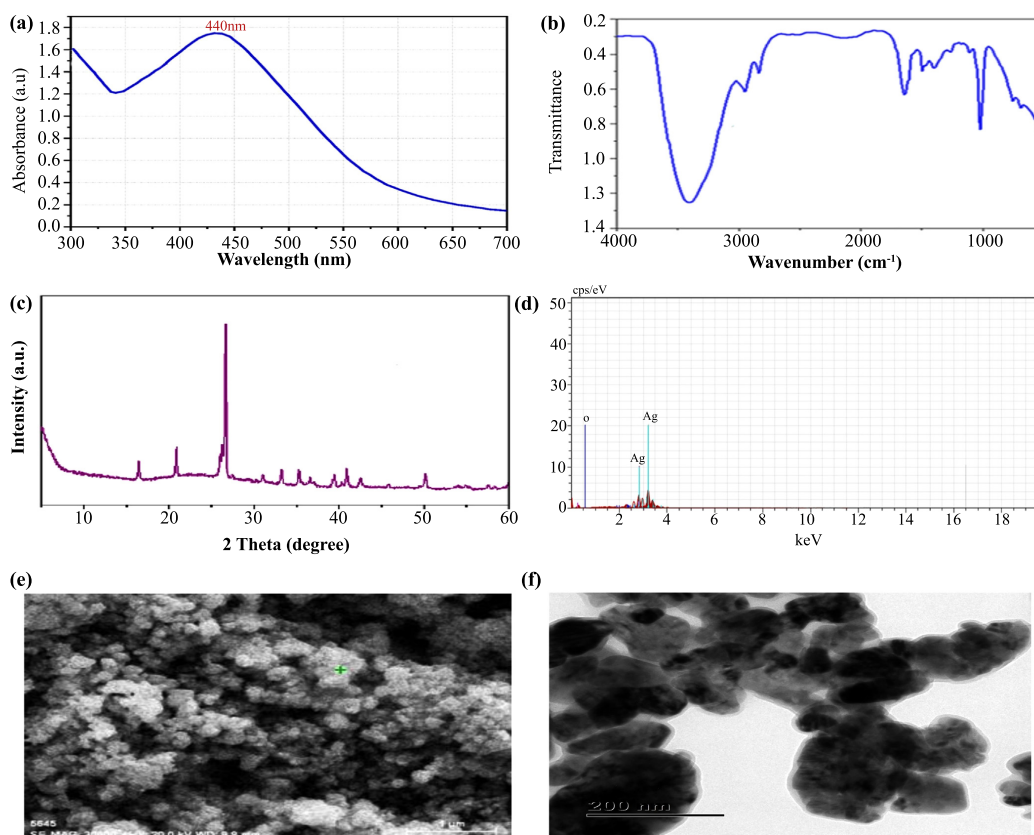 (a)
440nm
1.8
1.6
1.4
1.2
1.0
0.8
0.6
0.4
0.2
0.0
Absorbance (a.u)
300 350 400 450 500 550 600 650 700
Wavelength (nm)
(b)
0.2
0.4
0.6
0.8
1.0
1.3
1.4
Transmittance
4000 3000 2000 1000
Wavenumber (cm-1)
(c)
Intensity (a.u.)
10 20 30 40 50 60
2 Theta (degree)
(d)
cps/eV
50
40
30
20
10
0
o
Ag
Ag
2 4 6 8 10 12 14 16 18
keV
(e)
5645
1 µm
(f)
200 nm